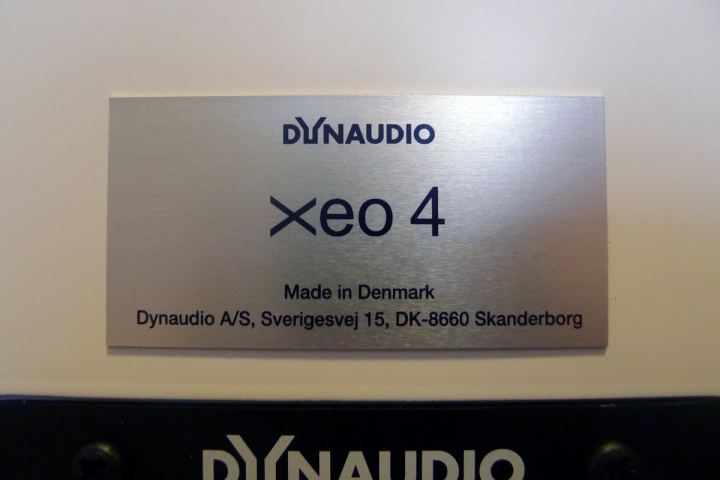 DYNAUDIO
xeo 4
Made in Denmark
Dynaudio A/S, Sverigesvej 15, DK-8660 Skanderborg
DYNAUDIO